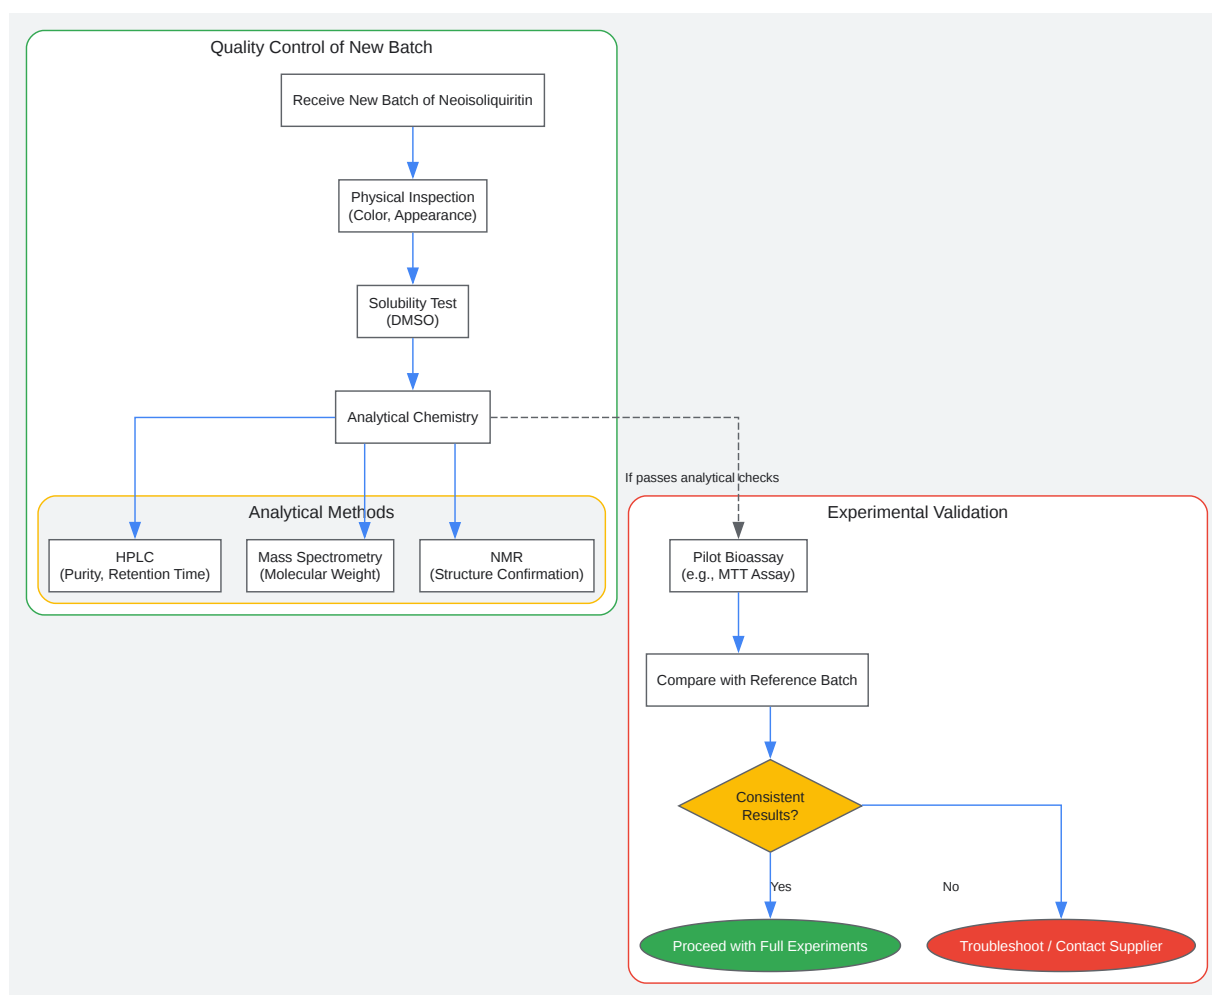 Quality Control of New Batch
Receive New Batch of Neoisoliquiritin
Physical Inspection
(Color, Appearance)
Solubility Test
(DMSO)
Analytical Chemistry
If passes analytical checks
Analytical Methods
HPLC
(Purity, Retention Time)
Mass Spectrometry
(Molecular Weight)
NMR
(Structure Confirmation)
Experimental Validation
Pilot Bioassay
(e.g., MTT Assay)
Compare with Reference Batch
Consistent
Results?
Yes
No
Proceed with Full Experiments
Troubleshoot / Contact Supplier